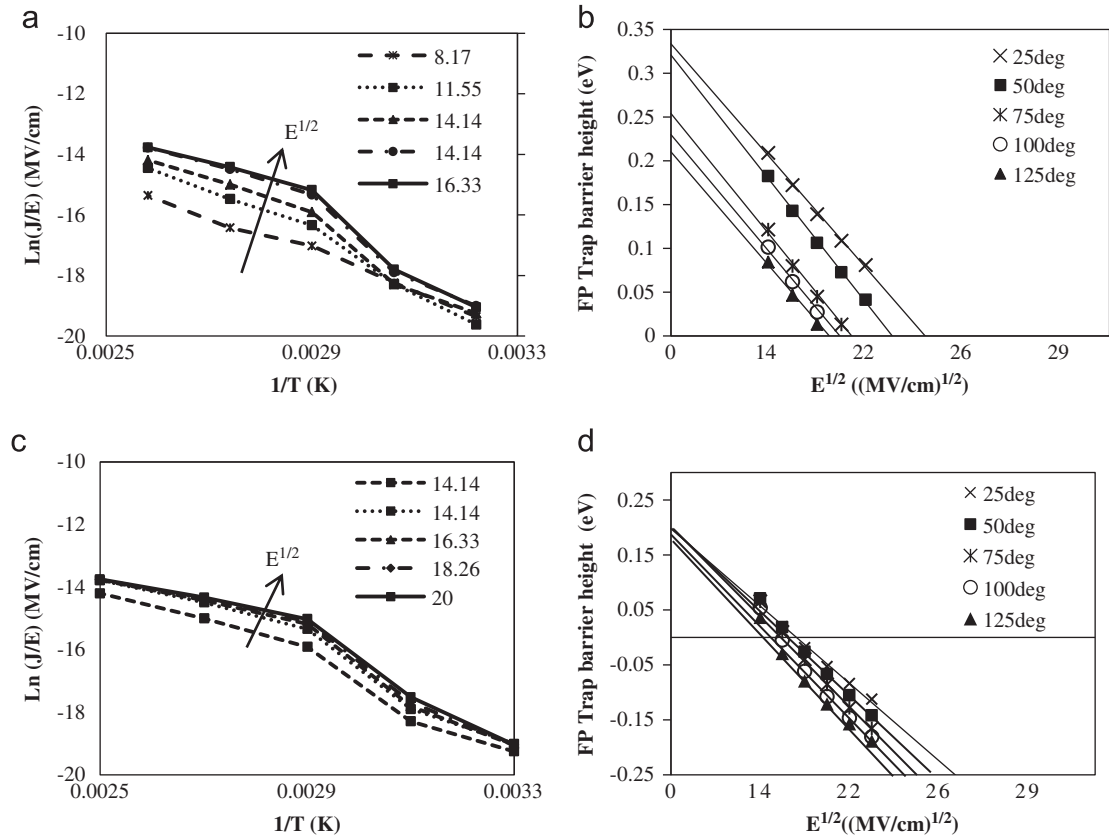 a
-10
-12
-14
-16
-18
-20
Ln(J/E) (MV/cm)
8.17
11.55
14.14
14.14
16.33
E1/2
0.0025
0.0029
0.0033
1/T (K)
b
0.35
0.3
0.25
0.2
0.15
0.1
0.05
0
FP Trap barrier height (eV)
25deg
50deg
75deg
100deg
125deg
0
14
22
26
29
E1/2 ((MV/cm)1/2)
c
-10
-12
-14
-16
-18
-20
Ln (J/E) (MV/cm)
14.14
14.14
16.33
18.26
20
E1/2
0.0025
0.0029
0.0033
1/T (K)
d
0.25
0.15
0.05
-0.05
-0.15
-0.25
FP Trap barrier height (eV)
25deg
50deg
75deg
100deg
125deg
0
14
22
26
29
E1/2((MV/cm)1/2)